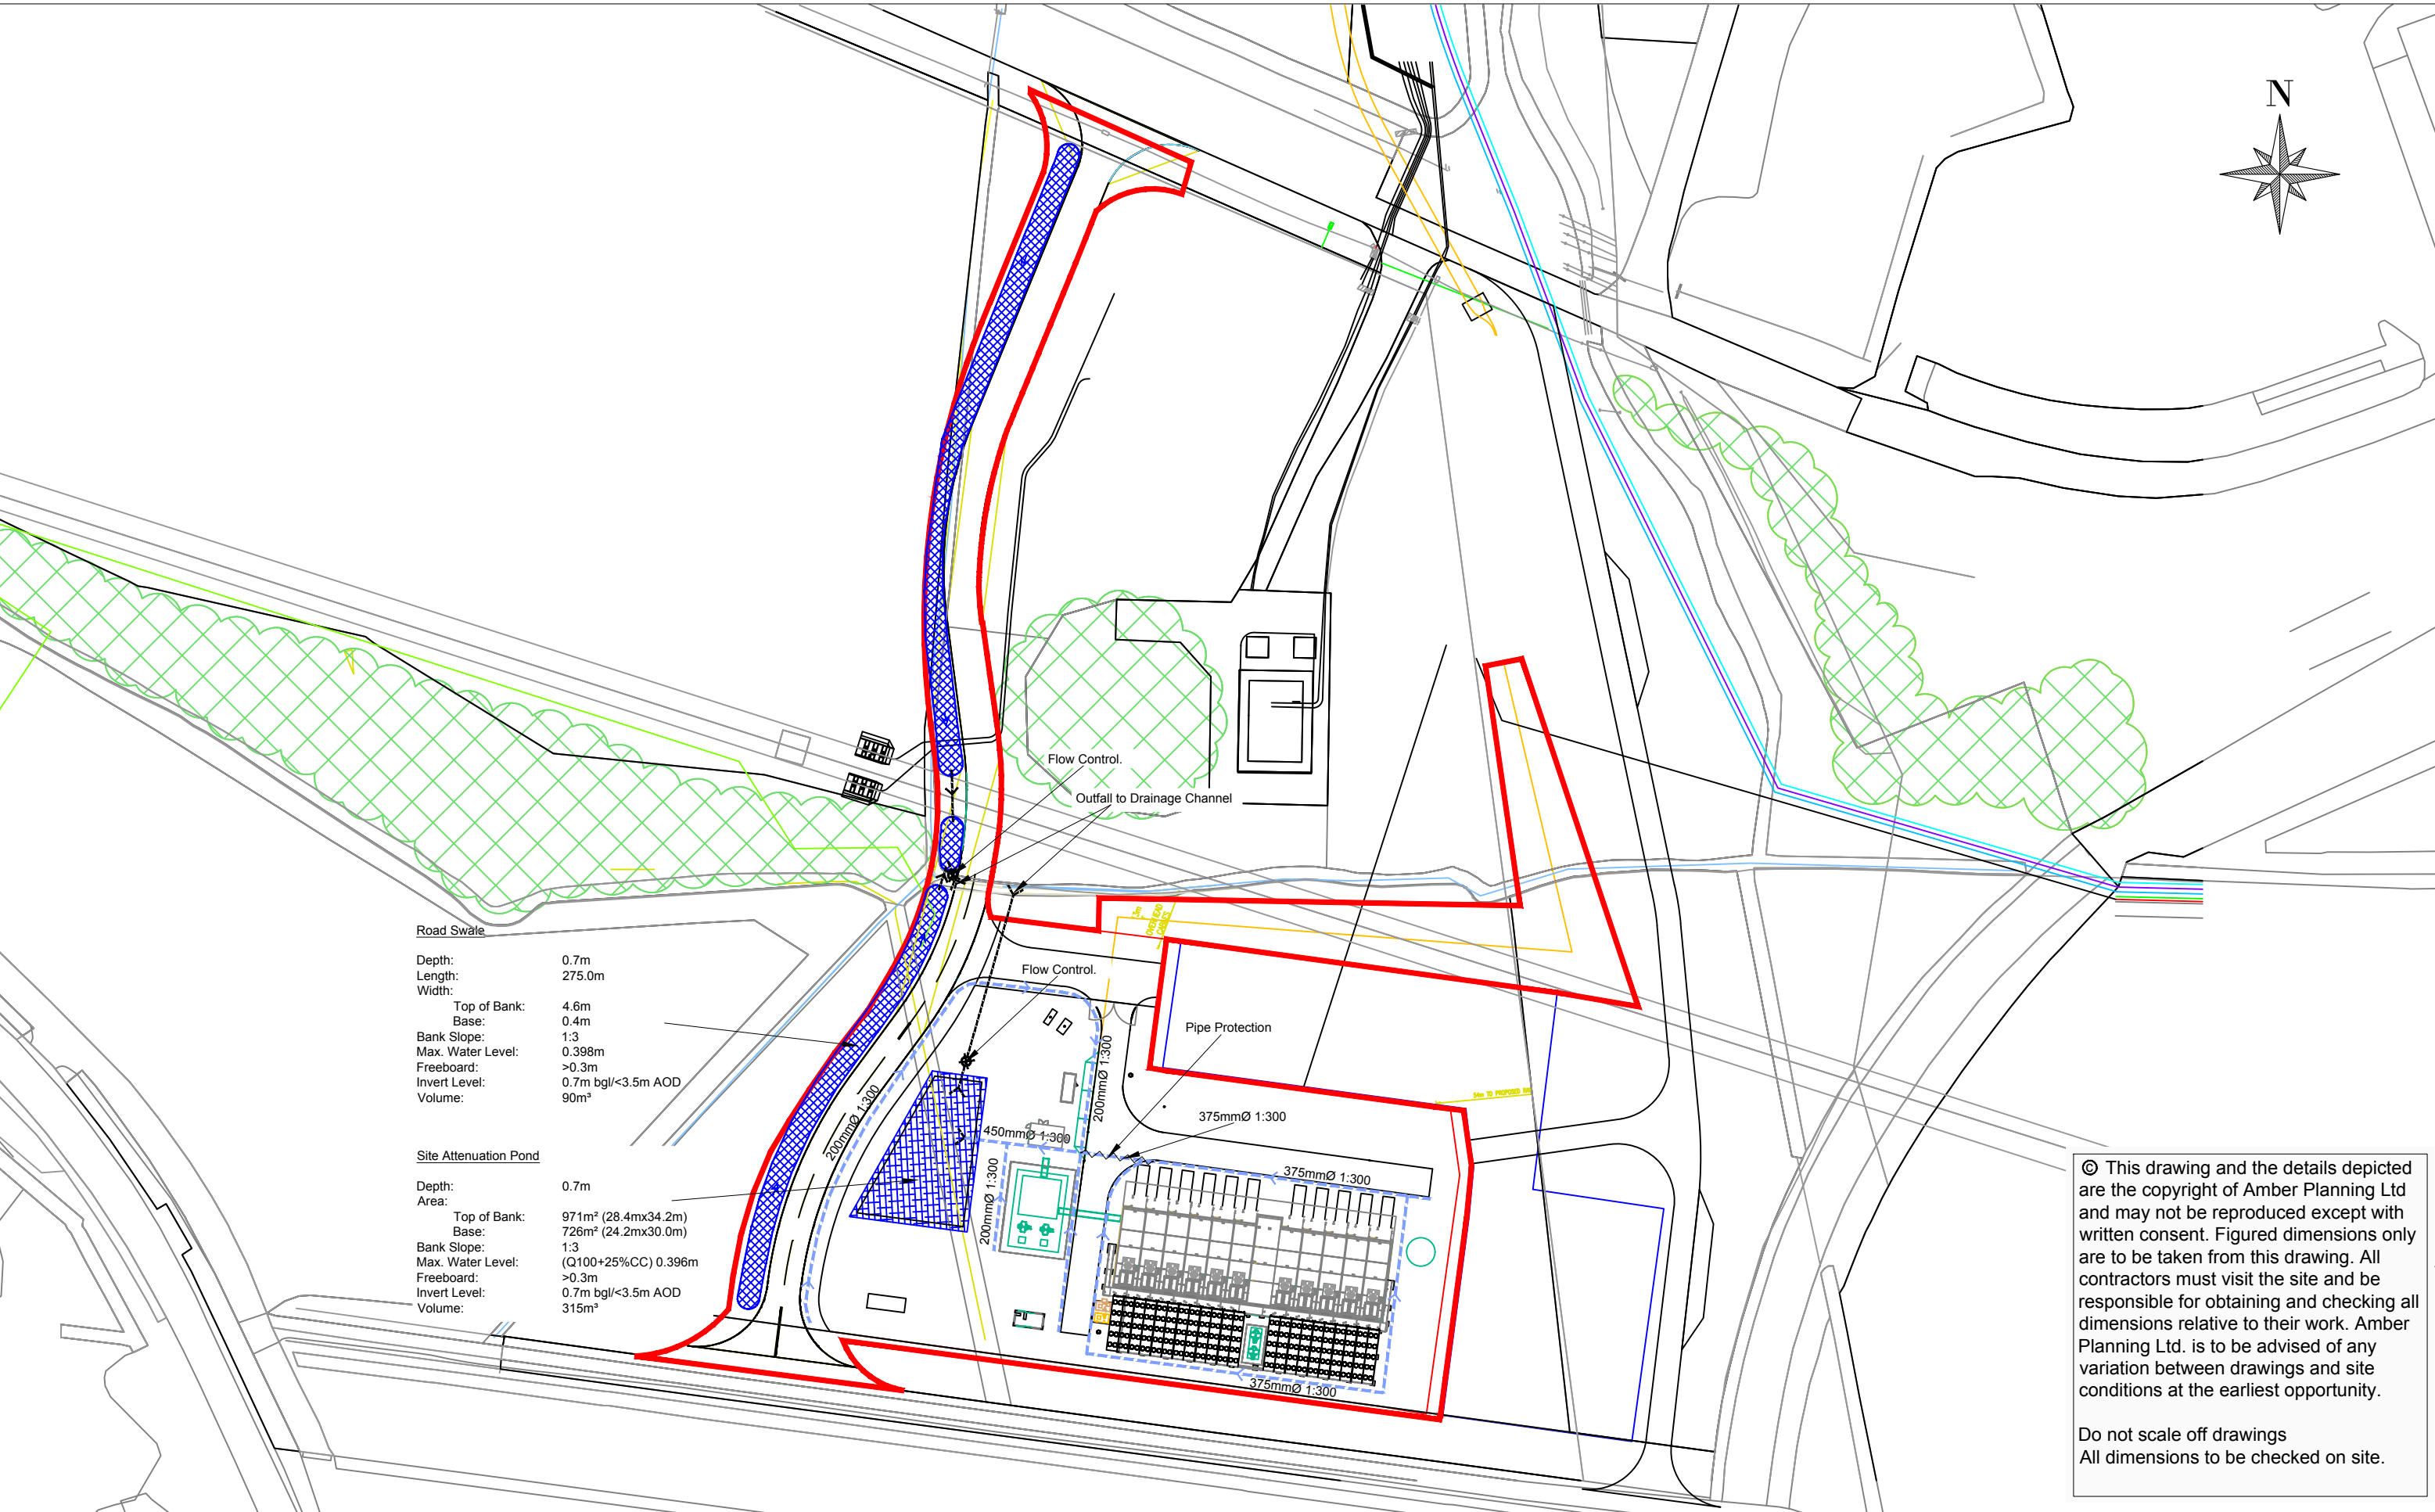 N
Flow Control.
Outfall to Drainage Channel
3m
OVERHEAD
CABLES
Road Swale
Depth: 0.7m
Length: 275.0m
Width:
Top of Bank: 4.6m
Base: 0.4m
Bank Slope: 1:3
Max. Water Level: 0.398m
Freeboard: >0.3m
Invert Level: 0.7m bgl/<3.5m AOD
Volume: 90m³
Flow Control.
Pipe Protection
200mmØ 1:300
200mmØ 1:300
375mmØ 1:300
450mmØ 1:300
200mmØ 1:300
375mmØ 1:300
375mmØ 1:300
Site Attenuation Pond
Depth: 0.7m
Area:
Top of Bank: 971m² (28.4mx34.2m)
Base: 726m² (24.2mx30.0m)
Bank Slope: 1:3
Max. Water Level: (Q100+25%CC) 0.396m
Freeboard: >0.3m
Invert Level: 0.7m bgl/<3.5m AOD
Volume: 315m³
© This drawing and the details depicted
are the copyright of Amber Planning Ltd
and may not be reproduced except with
written consent. Figured dimensions only
are to be taken from this drawing. All
contractors must visit the site and be
responsible for obtaining and checking all
dimensions relative to their work. Amber
Planning Ltd. is to be advised of any
variation between drawings and site
conditions at the earliest opportunity.
Do not scale off drawings
All dimensions to be checked on site.